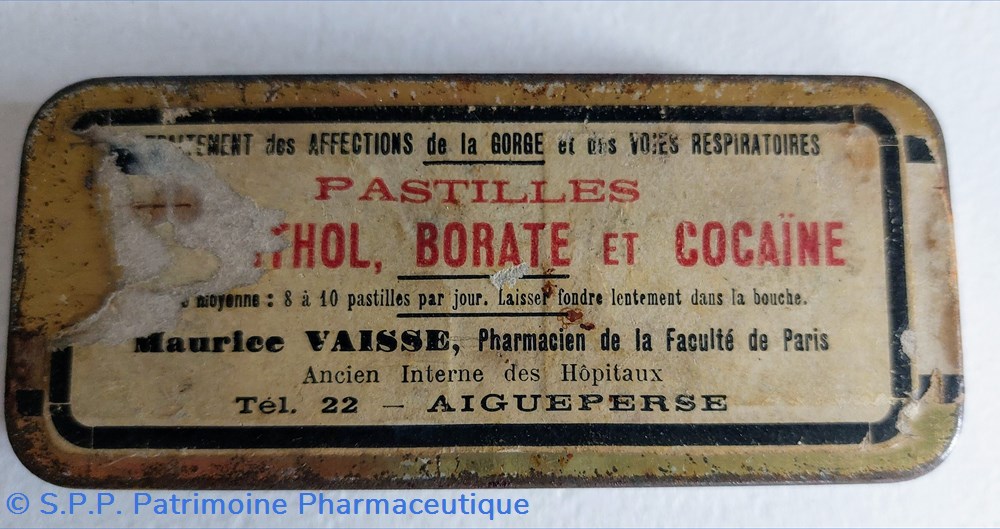 TRAITEMENT des AFFECTIONS de la GORGE et des VOIES RESPIRATOIRES
PASTILLES
THOL, BORATE ET COCAÏNE
moyenne : 8 à 10 pastilles par jour. Laisser fondre lentement dans la bouche.
Maurice VAISSE, Pharmacien de la Faculté de Paris
Ancien Interne des Hôpitaux
Tél. 22 — AIGUEPERSE
© S.P.P. Patrimoine Pharmaceutique